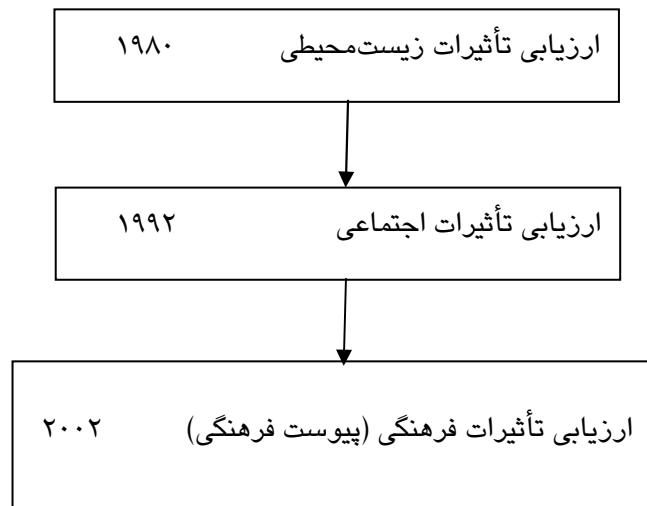 ارزیابی تأثیرات زیست‌محیطی ۱۹۸۰
ارزیابی تأثیرات اجتماعی ۱۹۹۲
ارزیابی تأثیرات فرهنگی (پیوست فرهنگی) ۲۰۰۲